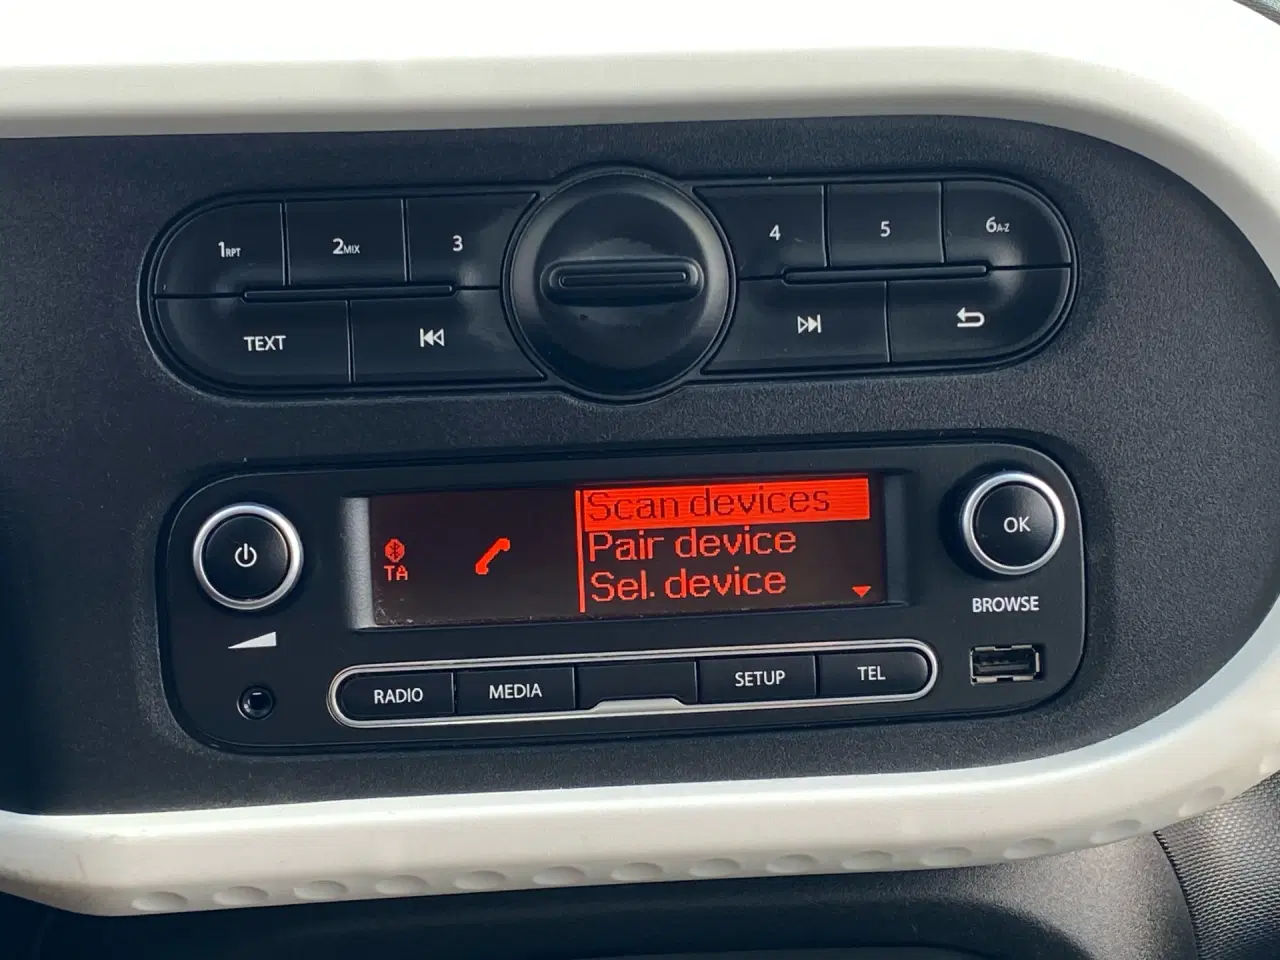 1RPT 2MIX 3 4 5 6A-Z
TEXT
Scan devices
Pair device
Sel. device
TA
OK
BROWSE
RADIO MEDIA SETUP TEL